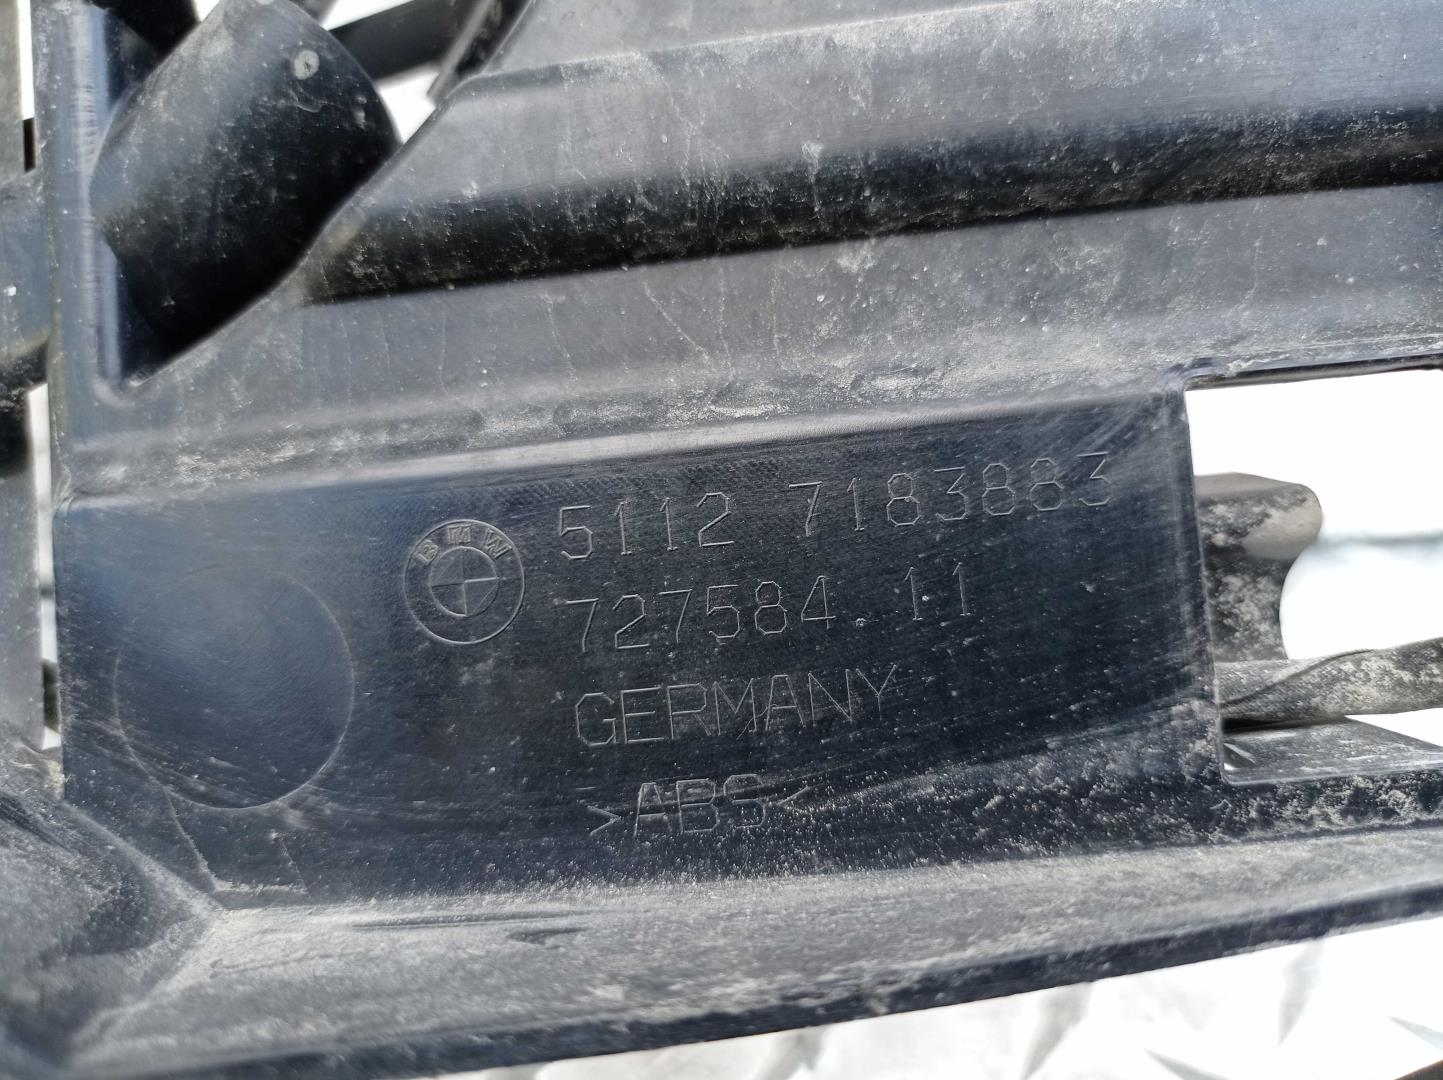 BMW
5112 7183883
727584.11
GERMANY
>ABS<